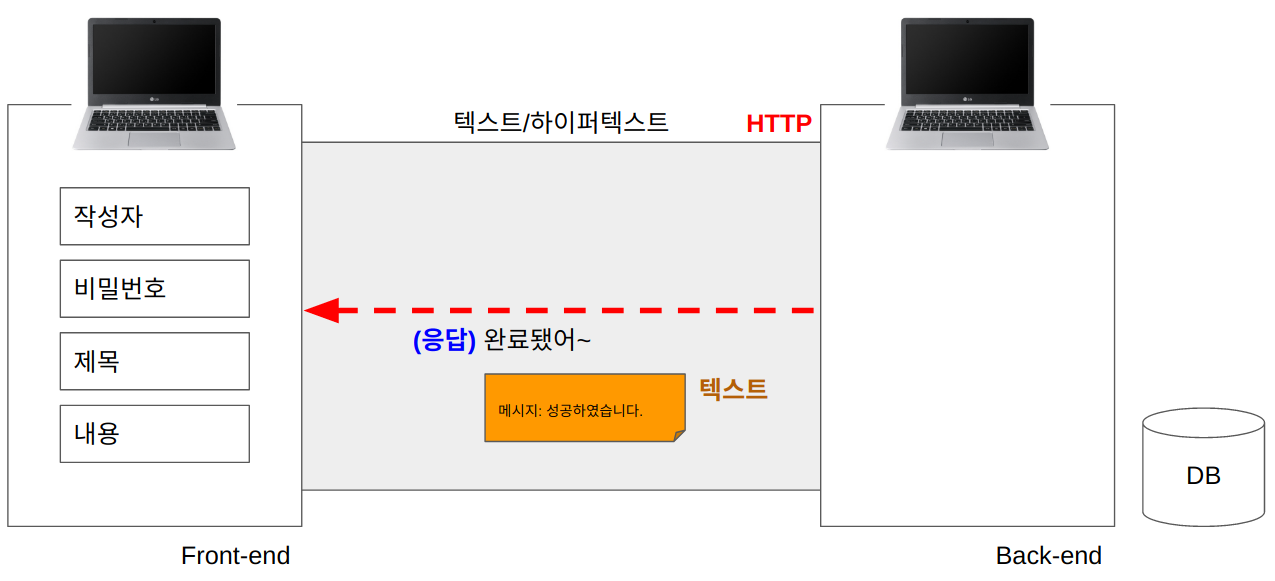 텍스트/하이퍼텍스트 HTTP
작성자
비밀번호
제목
내용
(응답) 완료됐어~
텍스트
메시지: 성공하였습니다.
DB
Front-end
Back-end